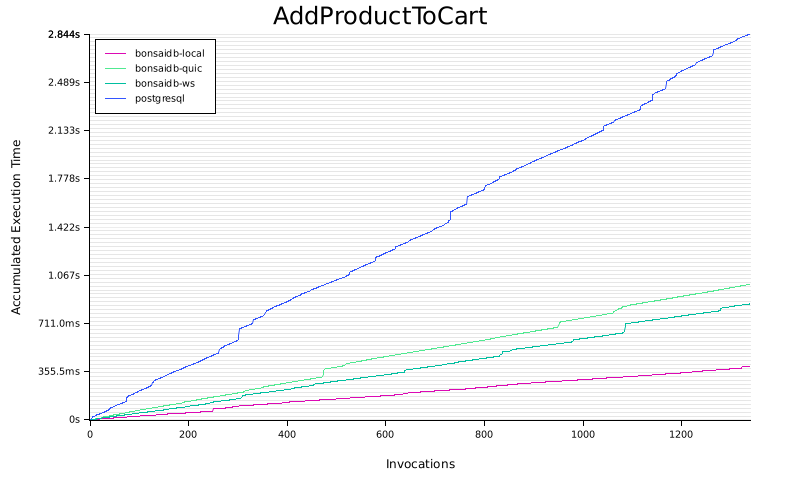 AddProductToCart
2.844s
2.489s
2.133s
1.778s
1.422s
1.067s
711.0ms
355.5ms
0s
bonsaidb-local
bonsaidb-quic
bonsaidb-ws
postgresql
Accumulated Execution Time
0 200 400 600 800 1000 1200
Invocations